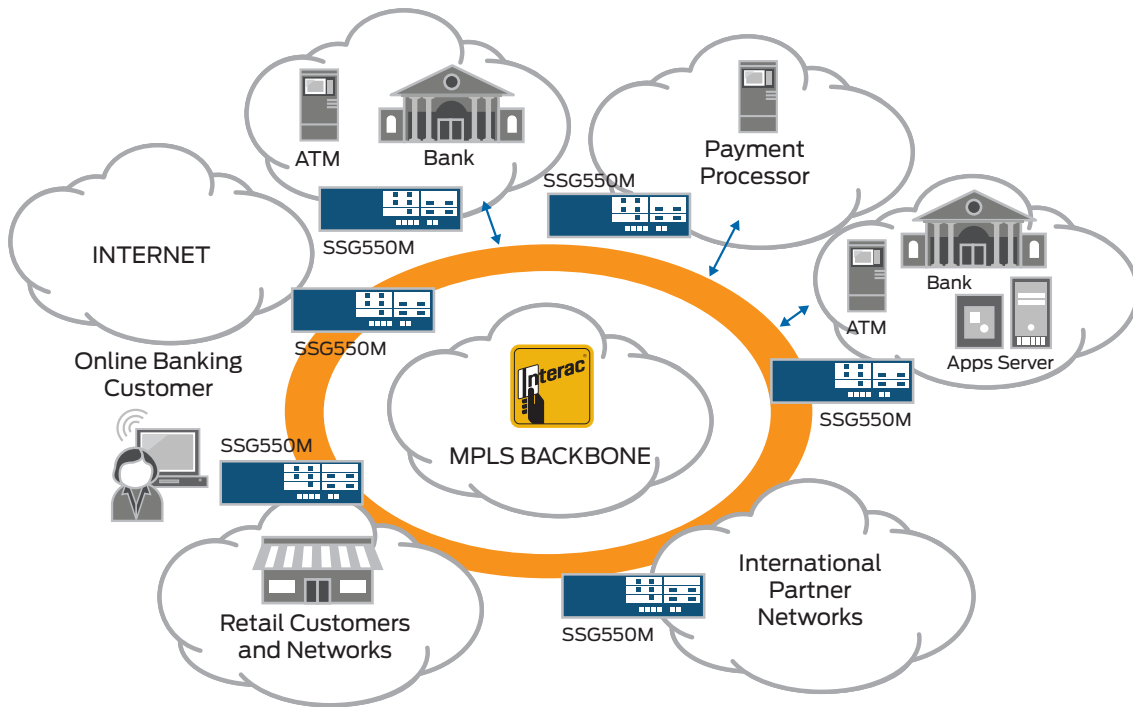 ATM
Bank
SSG550M
Payment
Processor
SSG550M
INTERNET
SSG550M
Bank
ATM
Apps Server
SSG550M
Online Banking
Customer
SSG550M
Interac®
MPLS BACKBONE
Retail Customers
and Networks
International
Partner
Networks
SSG550M